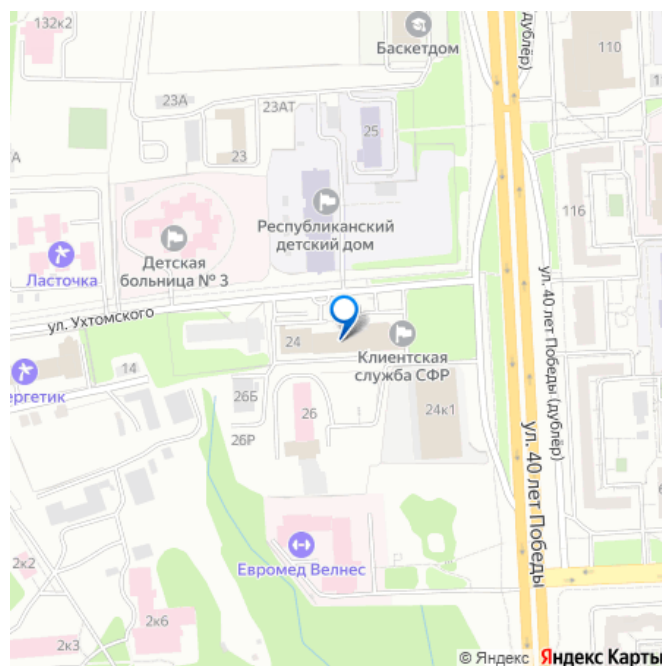 132к2
Баскетдом
110
ул. 40 лет Победы (дублёр)
23А
23АТ
23
25
116
Республиканский
детский дом
Детская
больница № 3
Ласточка
ул. Ухтомского
24
Клиентская
служба СФР
14
26Б
26
26Р
24к1
ул. 40 лет Победы
Евромед Велнес
2к2
2к6
2к3
© Яндекс Яндекс Карты